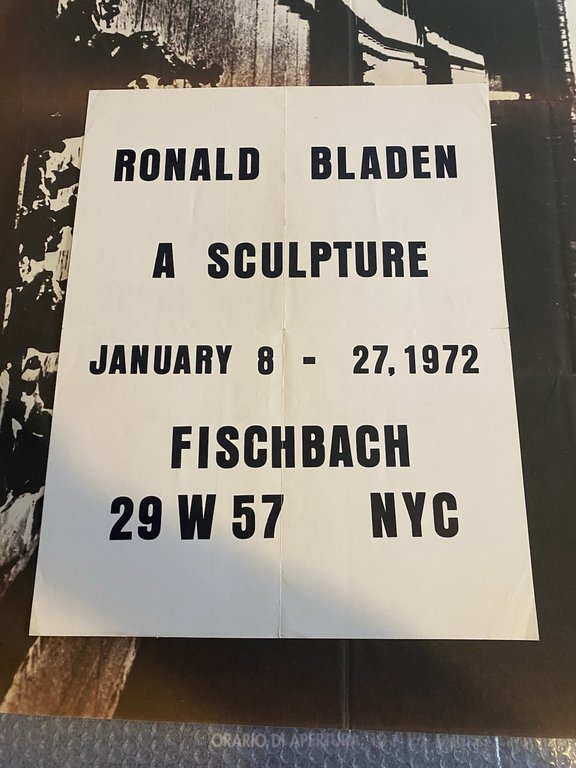 RONALD BLADEN
A SCULPTURE
JANUARY 8 - 27, 1972
FISCHBACH
29 W 57 NYC
ORARIO DI APERTURA